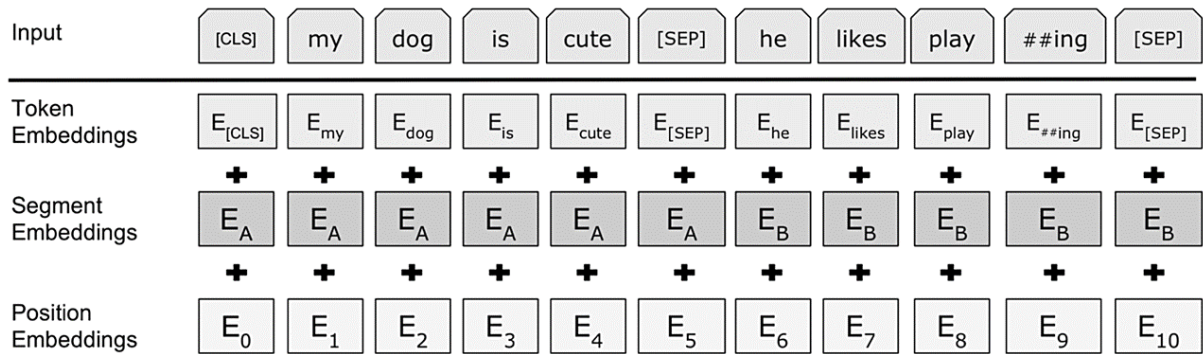 Input [CLS] my dog is cute [SEP] he likes play ##ing [SEP]
Token Embeddings E[CLS] Emy Edog Eis Ecute E[SEP] Ehe Elikes Eplay E##ing E[SEP]
+ + + + + + + + + + +
Segment Embeddings EA EA EA EA EA EA EB EB EB EB EB
+ + + + + + + + + + +
Position Embeddings E0 E1 E2 E3 E4 E5 E6 E7 E8 E9 E10